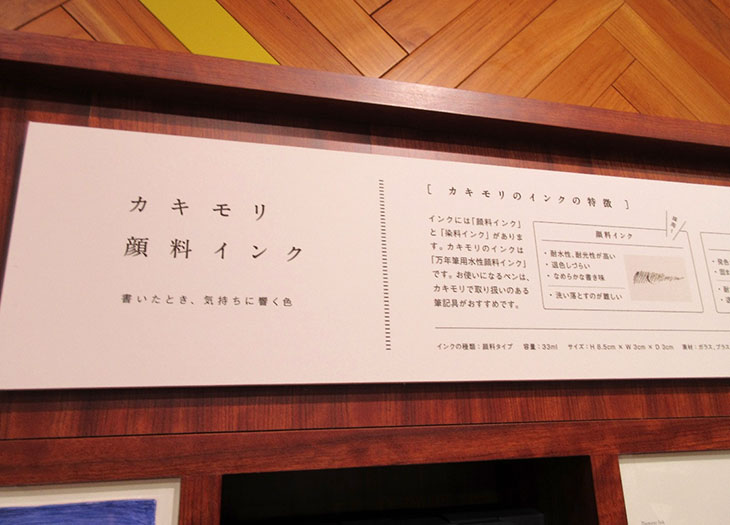 カキモリ
顔料インク
書いたとき、気持ちに響く色
[ カキモリのインクの特徴 ]
インクには「顔料インク」
と「染料インク」がありま
す。カキモリのインクは
「万年筆用水性顔料インク」
です。お使いになるペンは、
カキモリで取り扱いのある
筆記具がおすすめです。
顔料インク
・耐水性、耐光性が高い
・退色しづらい
・なめらかな書き味
・洗い落とすのが難しい
インクの種類：顔料タイプ 容量：33ml サイズ：H 8.5cm × W 3cm × D 3cm 素材：ガラス、プラス